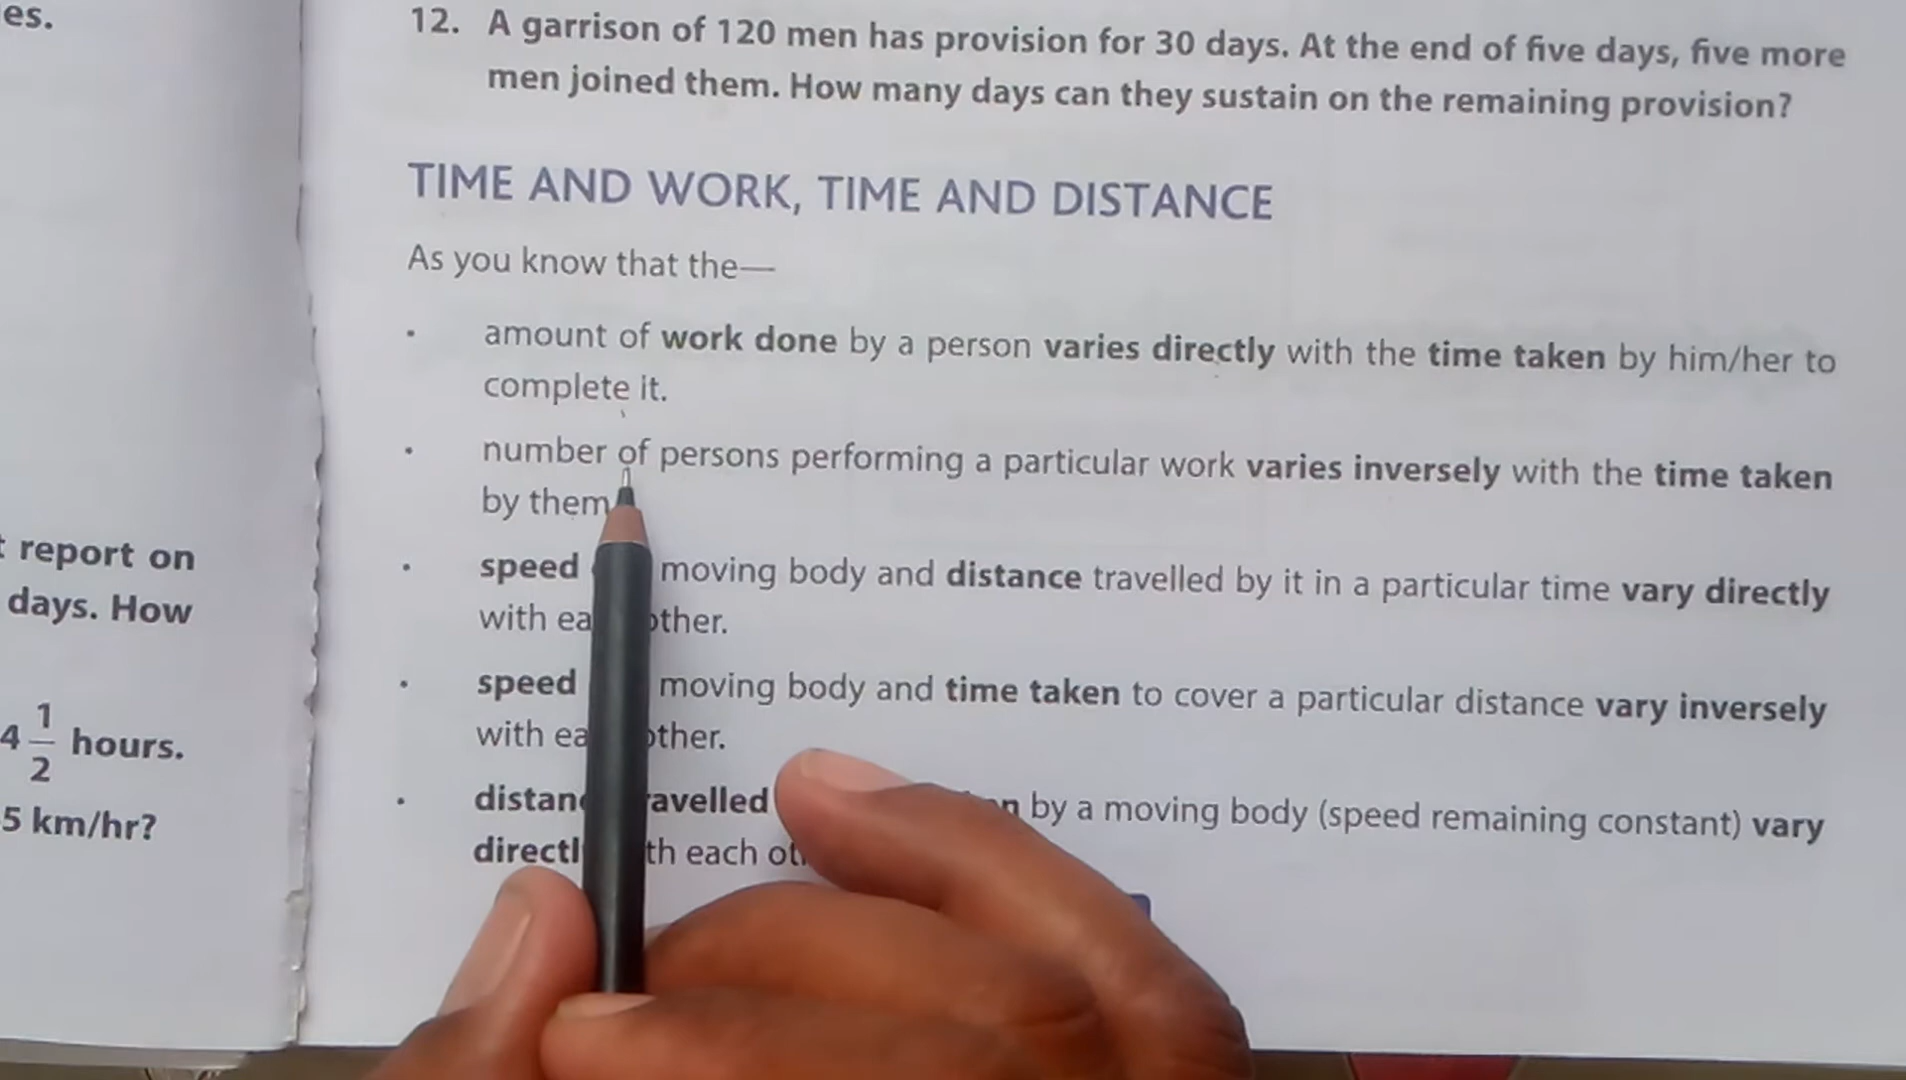 es.
12. A garrison of 120 men has provision for 30 days. At the end of five days, five more
men joined them. How many days can they sustain on the remaining provision?
TIME AND WORK, TIME AND DISTANCE
As you know that the—
• amount of work done by a person varies directly with the time taken by him/her to
complete it.
• number of persons performing a particular work varies inversely with the time taken
by them
• speed moving body and distance travelled by it in a particular time vary directly
with other.
• speed moving body and time taken to cover a particular distance vary inversely
with other.
• by a moving body (speed remaining constant) vary
each
report on
days. How
4 1/2 hours.
5 km/hr?